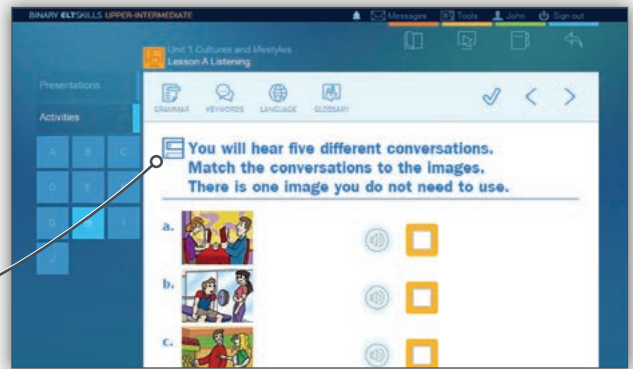 BINARY ELTSKILLS UPPER-INTERMEDIATE
Messages
Tools
John
Sign out
Unit 1 Cultures and lifestyles
Lesson A Listening
Presentations
Activities
GRAMMAR
KEYWORDS
LANGUAGE
GLOSSARY
A
B
C
D
E
G
H
I
J
You will hear five different conversations.
Match the conversations to the images.
There is one image you do not need to use.
a.
b.
c.